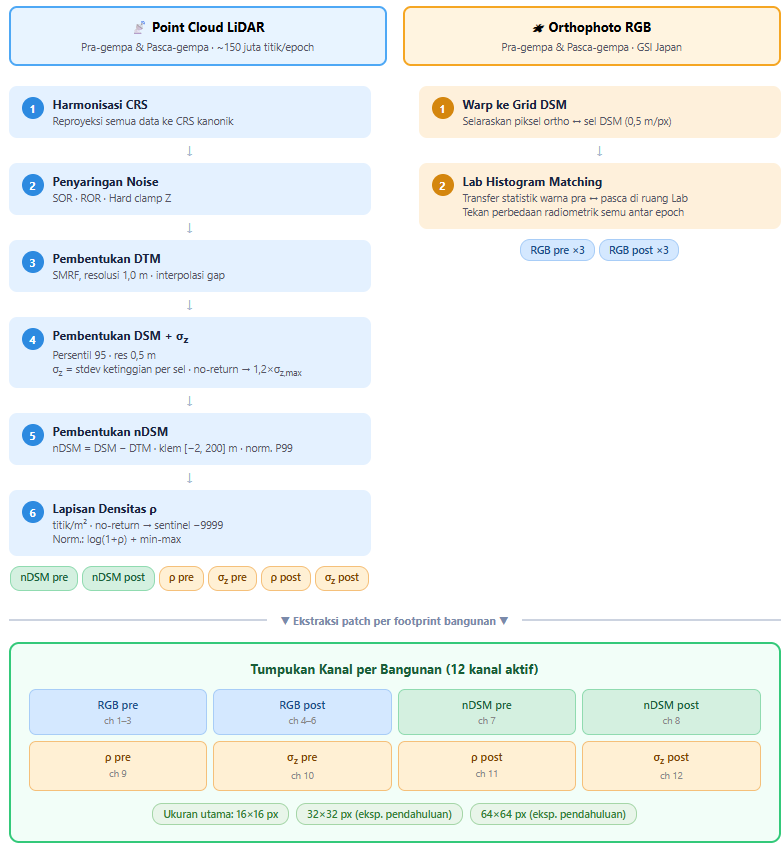 Point Cloud LiDAR
Pra-gempa & Pasca-gempa · ~150 juta titik/epoch
1
Harmonisasi CRS
Reproyeksi semua data ke CRS kanonik
↓
2
Penyaringan Noise
SOR · ROR · Hard clamp Z
↓
3
Pembentukan DTM
SMRF, resolusi 1,0 m · interpolasi gap
↓
4
Pembentukan DSM + σz
Persentil 95 · res 0,5 m
σz = stdev ketinggian per sel · no-return → 1,2×σz,max
↓
5
Pembentukan nDSM
nDSM = DSM − DTM · klem [−2, 200] m · norm. P99
↓
6
Lapisan Densitas ρ
titik/m² · no-return → sentinel −9999
Norm.: log(1+ρ) + min-max
nDSM pre nDSM post ρ pre σz pre ρ post σz post
Orthophoto RGB
Pra-gempa & Pasca-gempa · GSI Japan
1
Warp ke Grid DSM
Selaraskan piksel ortho ↔ sel DSM (0,5 m/px)
↓
2
Lab Histogram Matching
Transfer statistik warna pra ↔ pasca di ruang Lab
Tekan perbedaan radiometrik semu antar epoch
RGB pre ×3 RGB post ×3
▼ Ekstraksi patch per footprint bangunan ▼
Tumpukan Kanal per Bangunan (12 kanal aktif)
RGB pre RGB post nDSM pre nDSM post
ch 1–3 ch 4–6 ch 7 ch 8
ρ pre σz pre ρ post σz post
ch 9 ch 10 ch 11 ch 12
Ukuran utama: 16×16 px 32×32 px (eksp. pendahuluan) 64×64 px (eksp. pendahuluan)